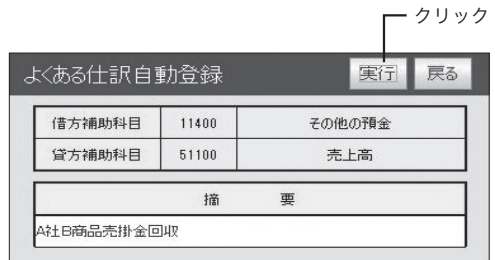 クリック
よくある仕訳自動登録 実行 戻る
借方補助科目 11400 その他の預金
貸方補助科目 51100 売上高
摘 要
A社B商品売掛金回収